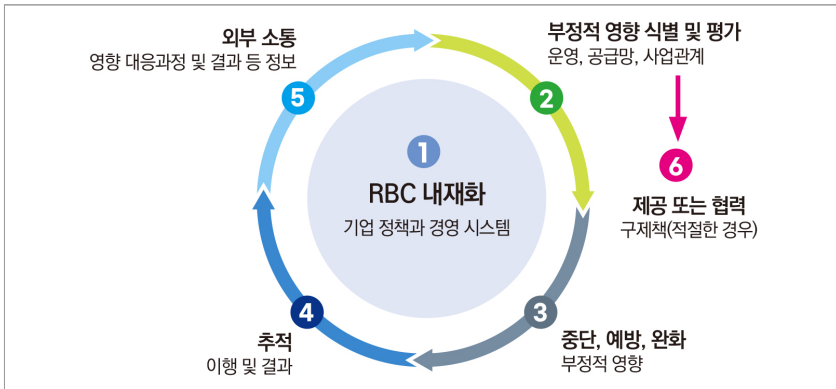 1
RBC 내재화
기업 정책과 경영 시스템
2
부정적 영향 식별 및 평가
운영, 공급망, 사업관계
3
중단, 예방, 완화
부정적 영향
4
추적
이행 및 결과
5
외부 소통
영향 대응과정 및 결과 등 정보
6
제공 또는 협력
구제책(적절한 경우)